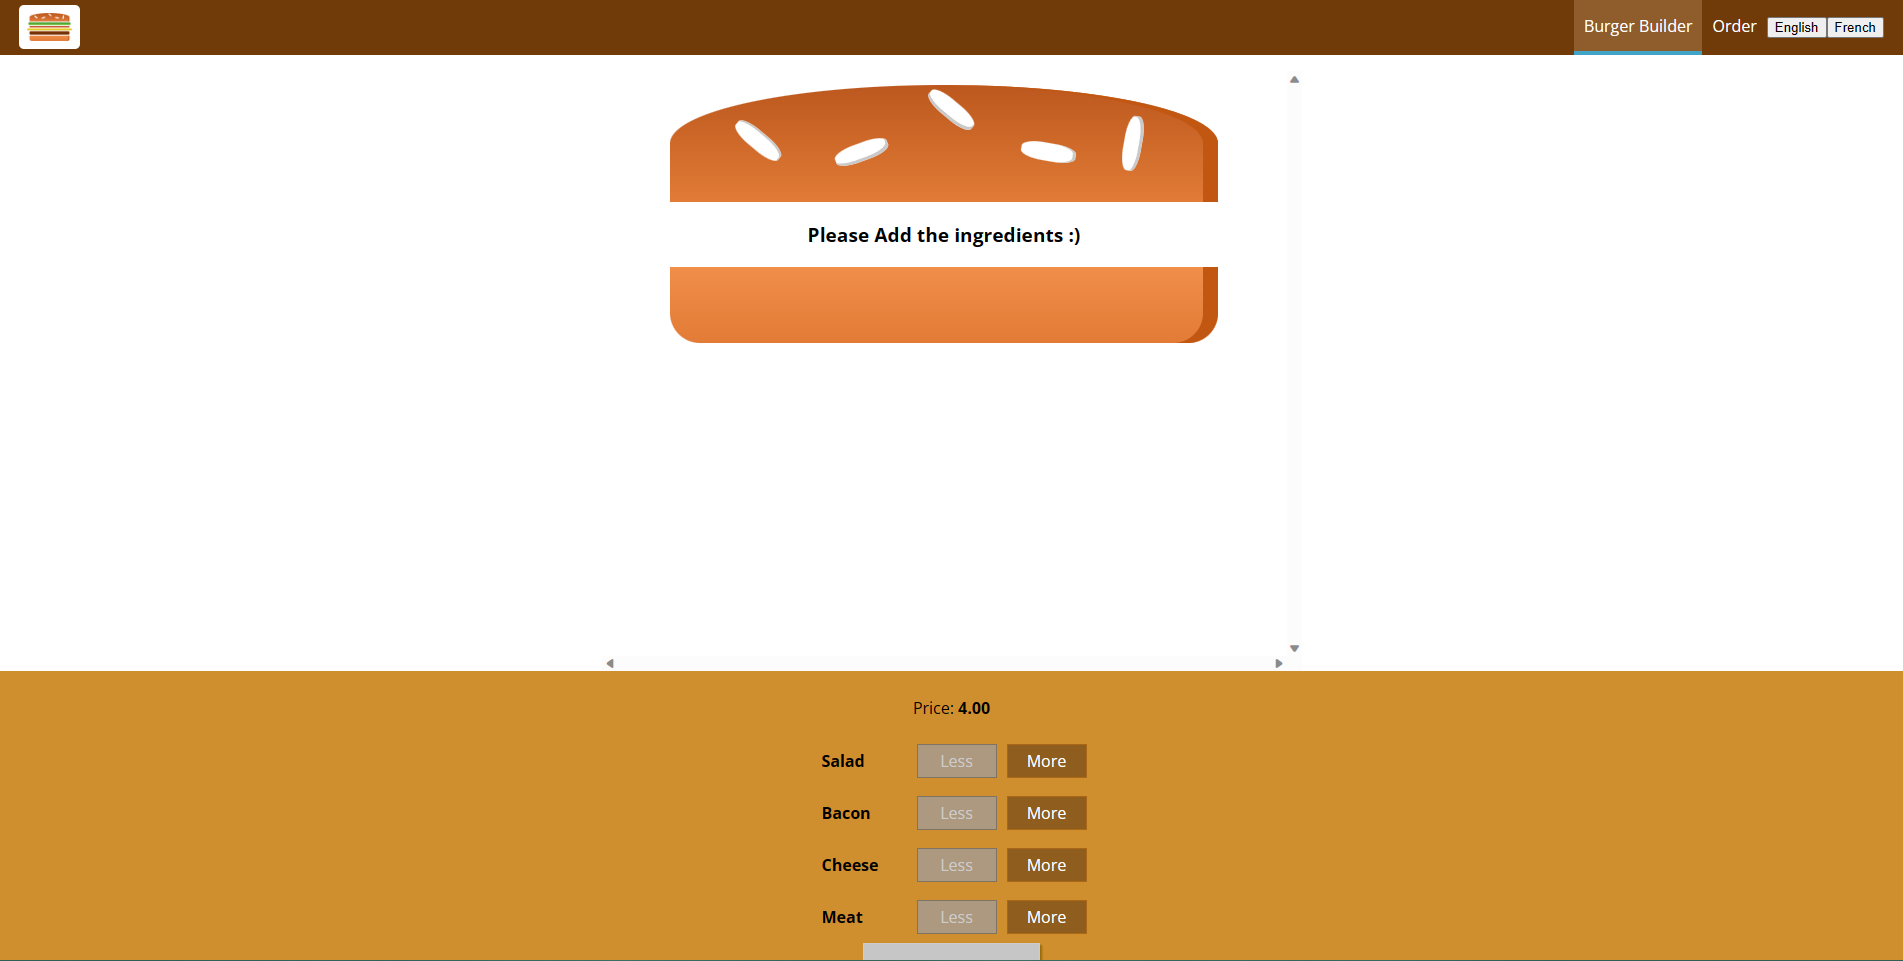 Burger Builder Order English French
Please Add the ingredients :)
Price: 4.00
Salad Less More
Bacon Less More
Cheese Less More
Meat Less More